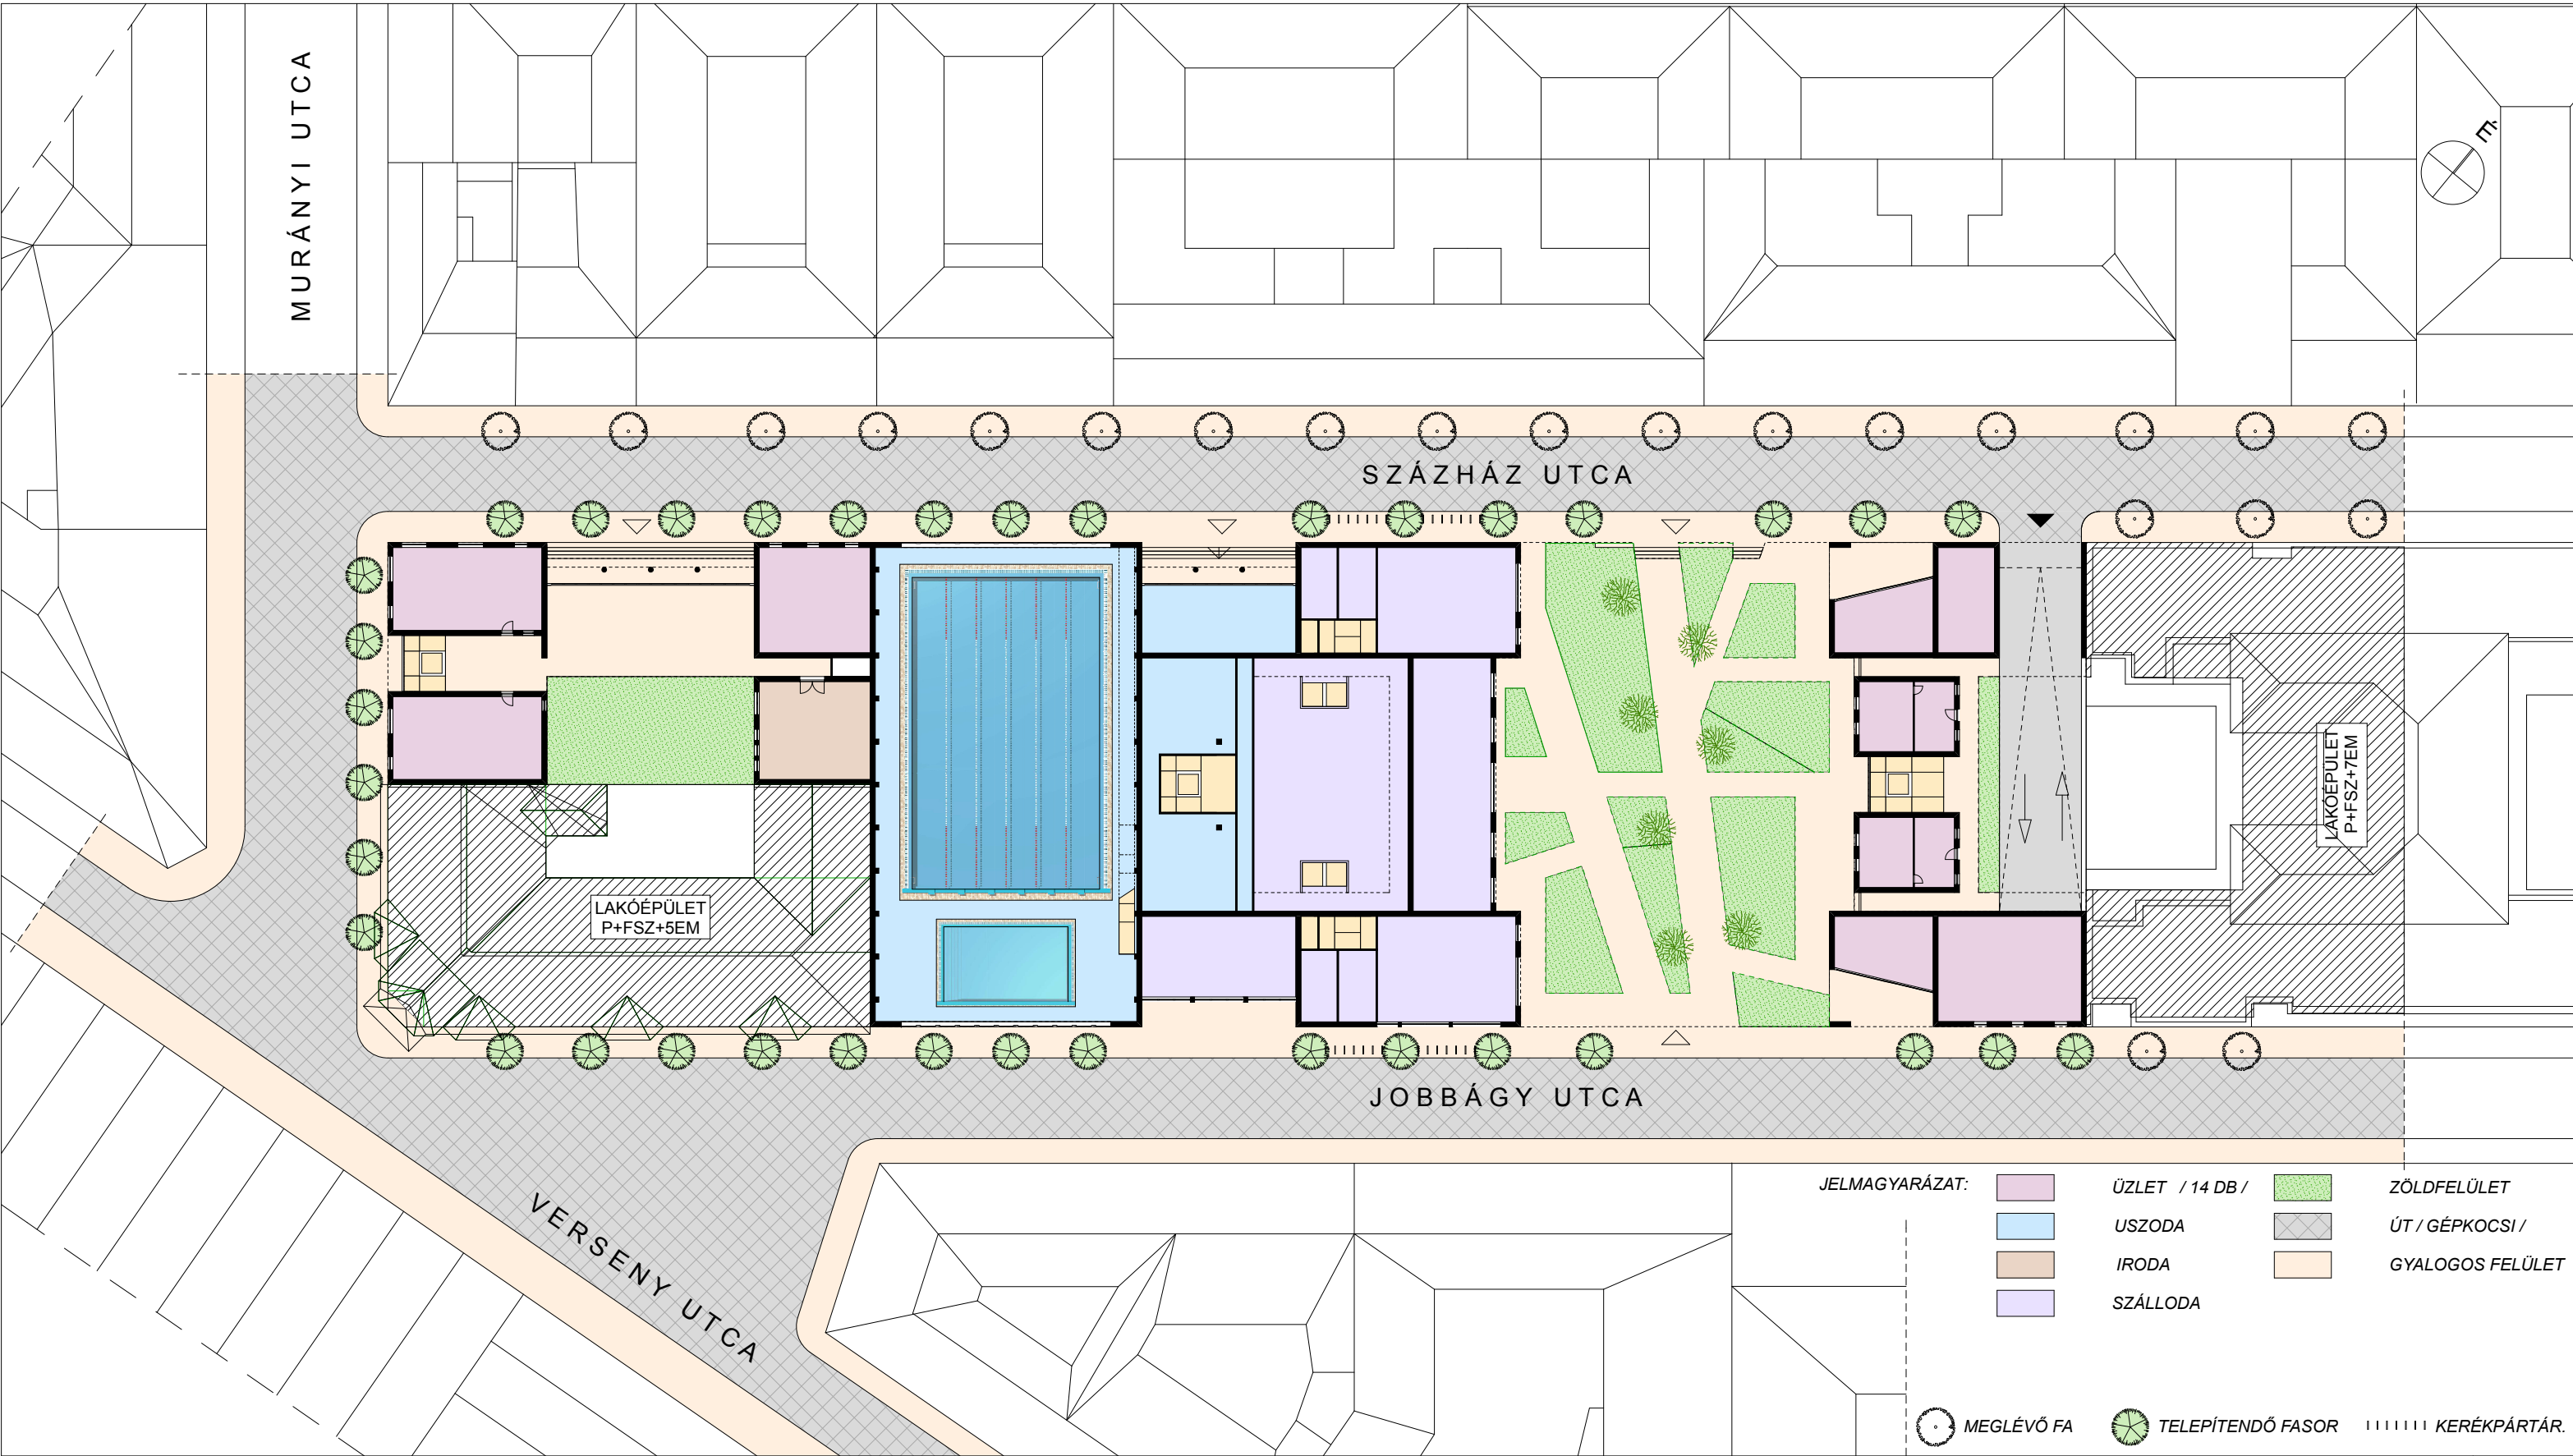 MURÁNYI UTCA
É
SZÁZHÁZ UTCA
LAKÓÉPÜLET
P+FSZ+7EM
LAKÓÉPÜLET
P+FSZ+5EM
JOBBÁGY UTCA
VERSENY UTCA
JELMAGYARÁZAT:
ÜZLET / 14 DB /
ZÖLDFELÜLET
USZODA
ÚT / GÉPKOCSI /
IRODA
GYALOGOS FELÜLET
SZÁLLODA
MEGLÉVŐ FA
TELEPÍTENDŐ FASOR
KERÉKPÁRTÁR.